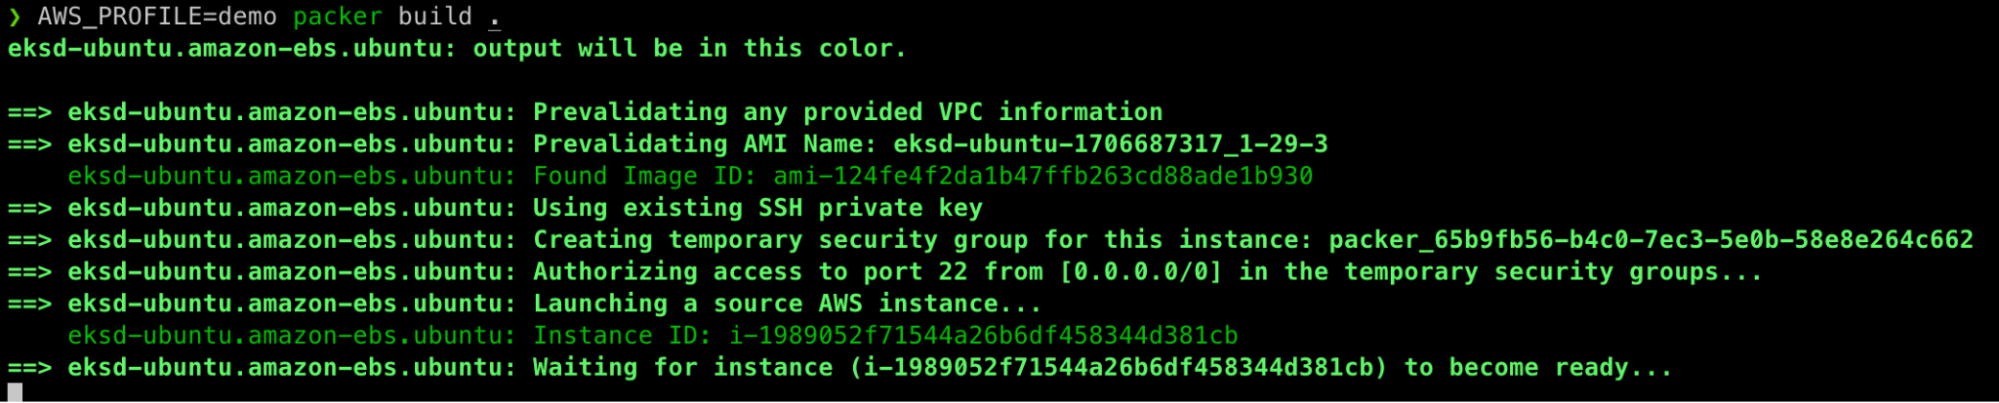 ❯ AWS_PROFILE=demo packer build .
eksd-ubuntu.amazon-ebs.ubuntu: output will be in this color.
==> eksd-ubuntu.amazon-ebs.ubuntu: Prevalidating any provided VPC information
==> eksd-ubuntu.amazon-ebs.ubuntu: Prevalidating AMI Name: eksd-ubuntu-1706687317_1-29-3
eksd-ubuntu.amazon-ebs.ubuntu: Found Image ID: ami-124fe4f2da1b47ffb263cd88ade1b930
==> eksd-ubuntu.amazon-ebs.ubuntu: Using existing SSH private key
==> eksd-ubuntu.amazon-ebs.ubuntu: Creating temporary security group for this instance: packer_65b9fb56-b4c0-7ec3-5e0b-58e8e264c662
==> eksd-ubuntu.amazon-ebs.ubuntu: Authorizing access to port 22 from [0.0.0.0/0] in the temporary security groups...
==> eksd-ubuntu.amazon-ebs.ubuntu: Launching a source AWS instance...
eksd-ubuntu.amazon-ebs.ubuntu: Instance ID: i-1989052f71544a26b6df458344d381cb
==> eksd-ubuntu.amazon-ebs.ubuntu: Waiting for instance (i-1989052f71544a26b6df458344d381cb) to become ready...